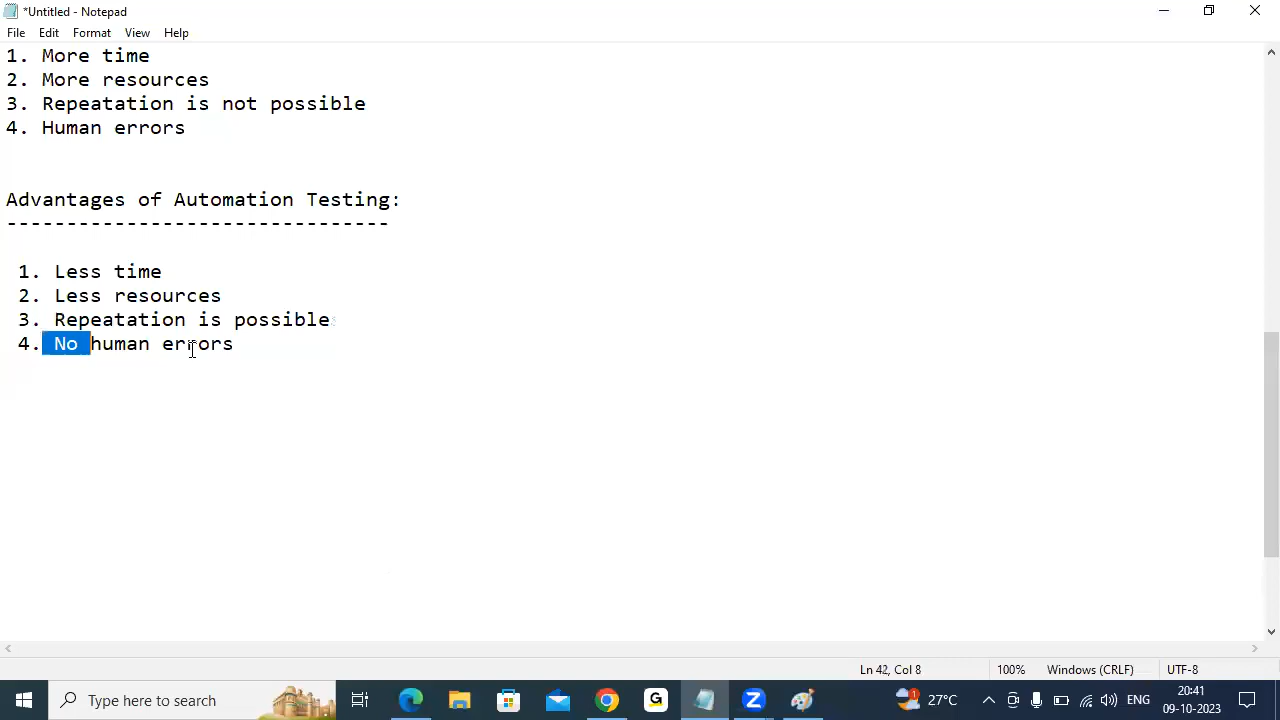 *Untitled - Notepad
File Edit Format View Help
1. More time
2. More resources
3. Repeatation is not possible
4. Human errors
Advantages of Automation Testing:
--------------------------------
1. Less time
2. Less resources
3. Repeatation is possible
4. No human errors
Ln 42, Col 8 100% Windows (CRLF) UTF-8
Type here to search
G
1
27°C
ENG
20:41
09-10-2023